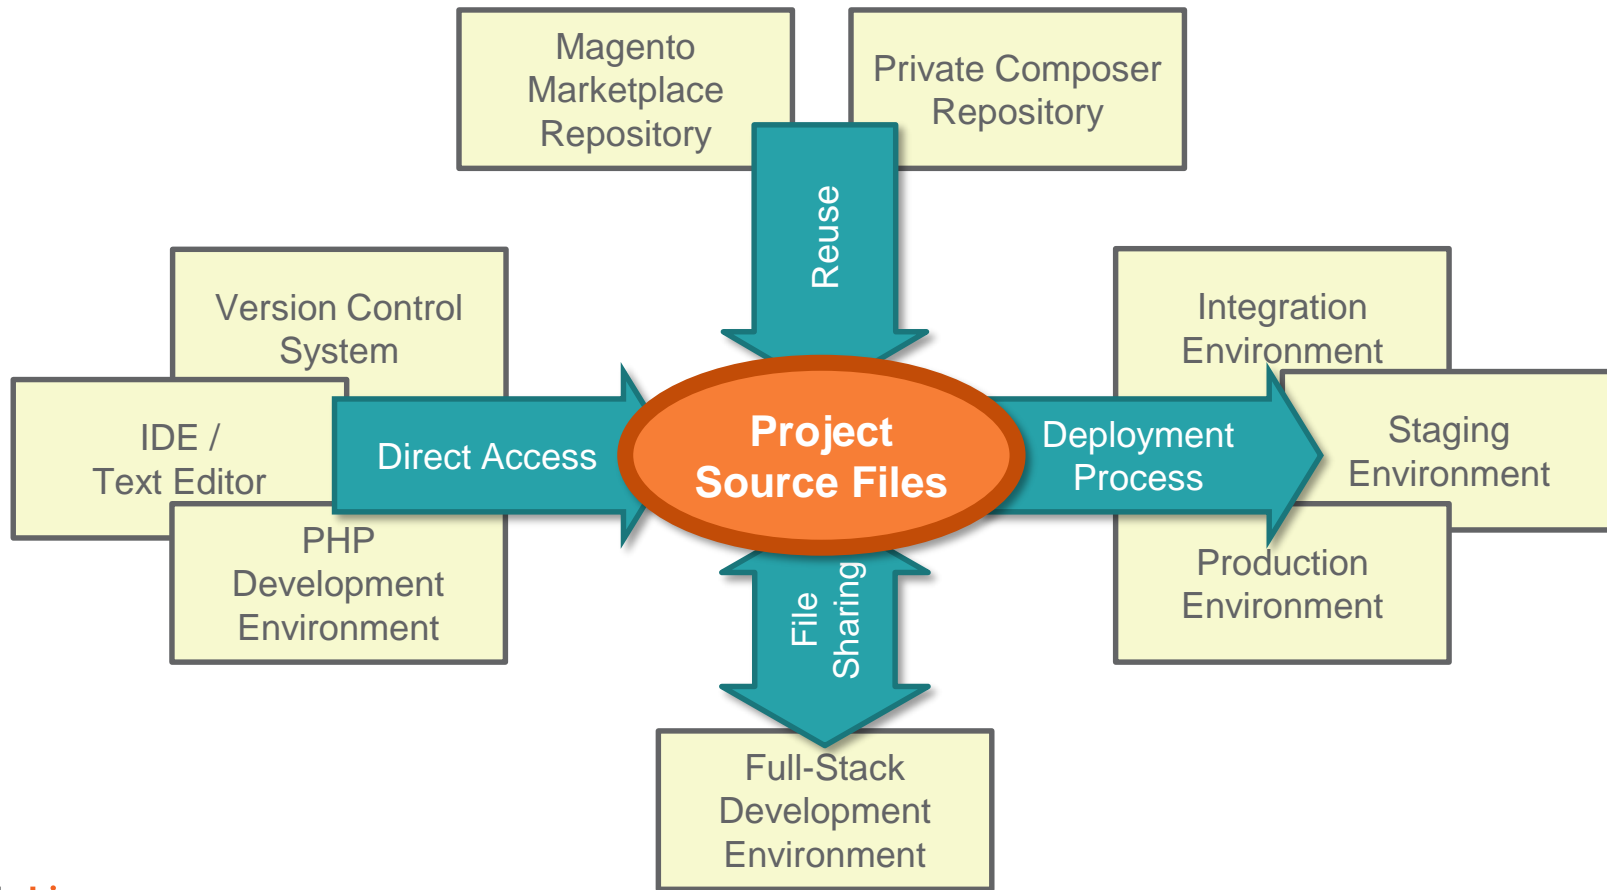 Magento
Marketplace
Repository
Private Composer
Repository
Reuse
Version Control
System
Integration
Environment
IDE /
Text Editor
Direct Access
Project
Source Files
Deployment
Process
Staging
Environment
PHP
Development
Environment
File
Sharing
Production
Environment
Full-Stack
Development
Environment